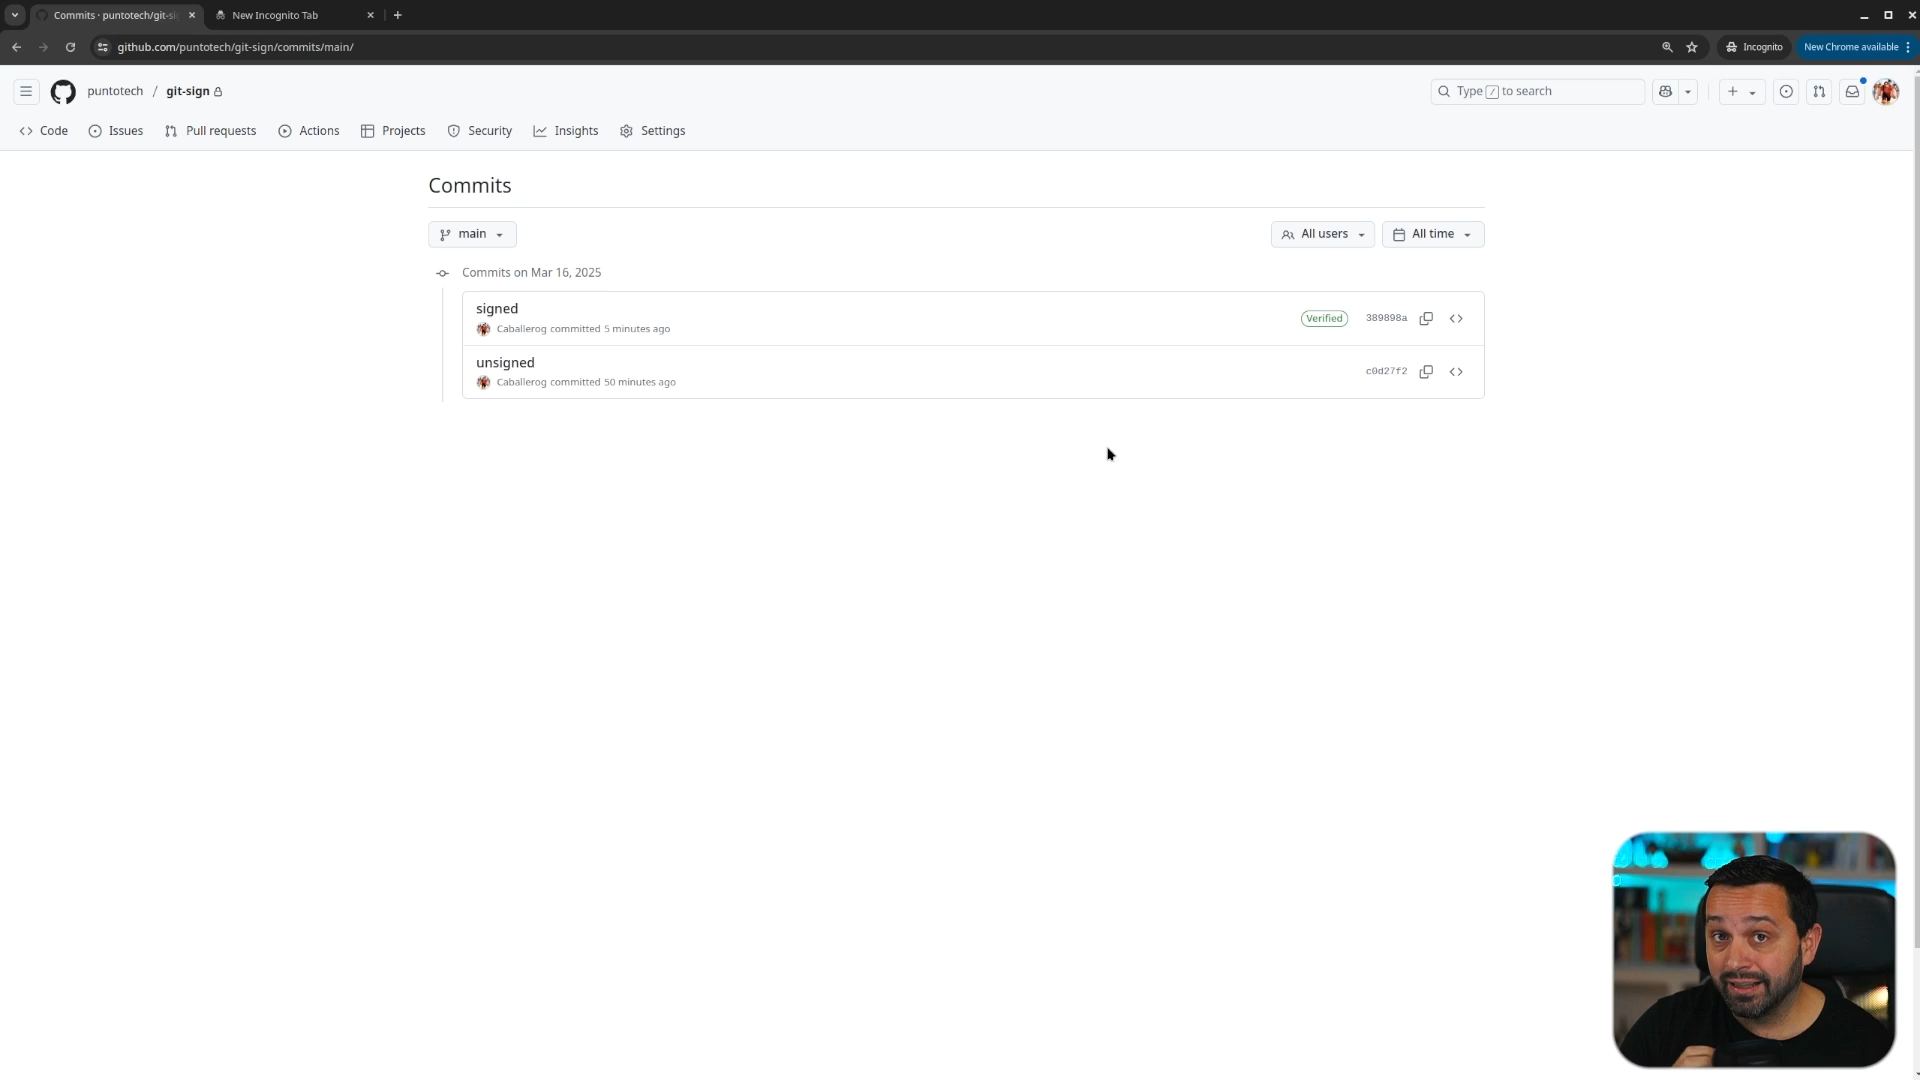 Commits · puntotech/git-si
New Incognito Tab
github.com/puntotech/git-sign/commits/main/
Incognito
New Chrome available
puntotech / git-sign
Type / to search
Code
Issues
Pull requests
Actions
Projects
Security
Insights
Settings
Commits
main
All users
All time
Commits on Mar 16, 2025
signed
Caballerog committed 5 minutes ago
Verified
389898a
unsigned
Caballerog committed 50 minutes ago
c0d27f2